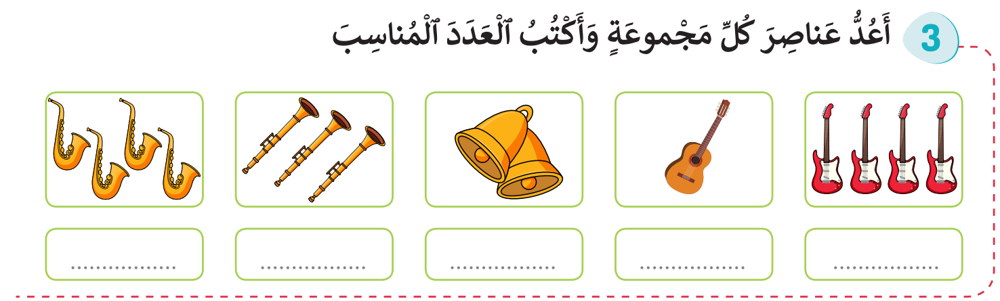 3 أَعُدُّ عَناصِرَ كُلِّ مَجْموعَةٍ وَأَكْتُبُ ٱلْعَدَدَ ٱلْمُناسِبَ